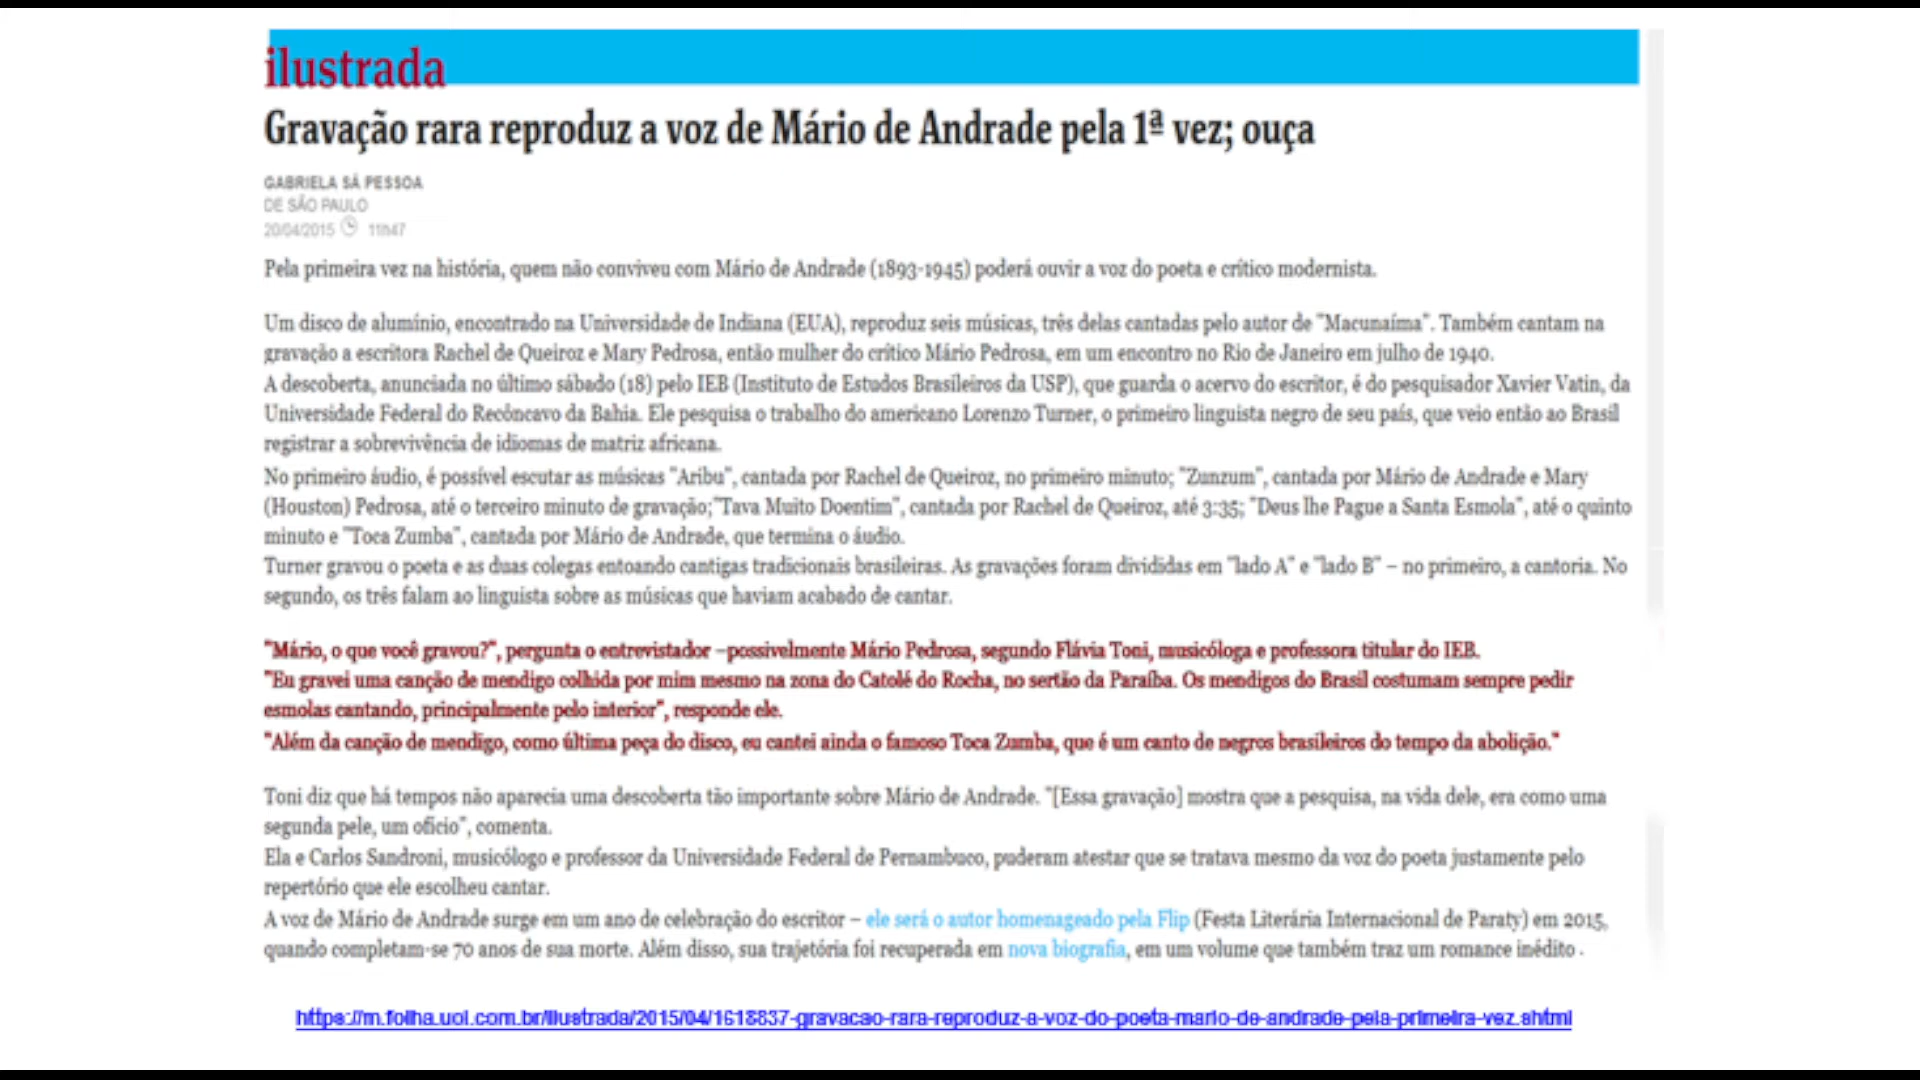 ilustrada
Gravação rara reproduz a voz de Mário de Andrade pela 1ª vez; ouça
GABRIELA SÁ PESSOA
DE SÃO PAULO
20/04/2015 11h47
Pela primeira vez na história, quem não conviveu com Mário de Andrade (1893-1945) poderá ouvir a voz do poeta e crítico modernista.
Um disco de alumínio, encontrado na Universidade de Indiana (EUA), reproduz seis músicas, três delas cantadas pelo autor de "Macunaíma". Também cantam na
gravação a escritora Rachel de Queiroz e Mary Pedrosa, então mulher do crítico Mário Pedrosa, em um encontro no Rio de Janeiro em julho de 1940.
A descoberta, anunciada no último sábado (18) pelo IEB (Instituto de Estudos Brasileiros da USP), que guarda o acervo do escritor, é do pesquisador Xavier Vatin, da
Universidade Federal do Recôncavo da Bahia. Ele pesquisa o trabalho do americano Lorenzo Turner, o primeiro linguista negro de seu país, que veio então ao Brasil
registrar a sobrevivência de idiomas de matriz africana.
No primeiro áudio, é possível escutar as músicas "Aribu", cantada por Rachel de Queiroz, no primeiro minuto; "Zunzum", cantada por Mário de Andrade e Mary
(Houston) Pedrosa, até o terceiro minuto de gravação;"Tava Muito Doentim", cantada por Rachel de Queiroz, até 3:35; "Deus lhe Pague a Santa Esmola", até o quinto
minuto e "Toca Zumba", cantada por Mário de Andrade, que termina o áudio.
Turner gravou o poeta e as duas colegas entoando cantigas tradicionais brasileiras. As gravações foram divididas em "lado A" e "lado B" – no primeiro, a cantoria. No
segundo, os três falam ao linguista sobre as músicas que haviam acabado de cantar.
"Mário, o que você gravou?", pergunta o entrevistador –possivelmente Mário Pedrosa, segundo Flávia Toni, musicóloga e professora titular do IEB.
"Eu gravei uma canção de mendigo colhida por mim mesmo na zona do Catolé do Rocha, no sertão da Paraíba. Os mendigos do Brasil costumam sempre pedir
esmolas cantando, principalmente pelo interior", responde ele.
"Além da canção de mendigo, como última peça do disco, eu cantei ainda o famoso Toca Zumba, que é um canto de negros brasileiros do tempo da abolição."
Toni diz que há tempos não aparecia uma descoberta tão importante sobre Mário de Andrade. "[Essa gravação] mostra que a pesquisa, na vida dele, era como uma
segunda pele, um ofício", comenta.
Ela e Carlos Sandroni, musicólogo e professor da Universidade Federal de Pernambuco, puderam atestar que se tratava mesmo da voz do poeta justamente pelo
repertório que ele escolheu cantar.
A voz de Mário de Andrade surge em um ano de celebração do escritor – ele será o autor homenageado pela Flip (Festa Literária Internacional de Paraty) em 2015,
quando completam-se 70 anos de sua morte. Além disso, sua trajetória foi recuperada em nova biografia, em um volume que também traz um romance inédito .
https://m.folha.uol.com.br/ilustrada/2015/04/1618837-gravacao-rara-reproduz-a-voz-do-poeta-mario-de-andrade-pela-primeira-vez.shtml